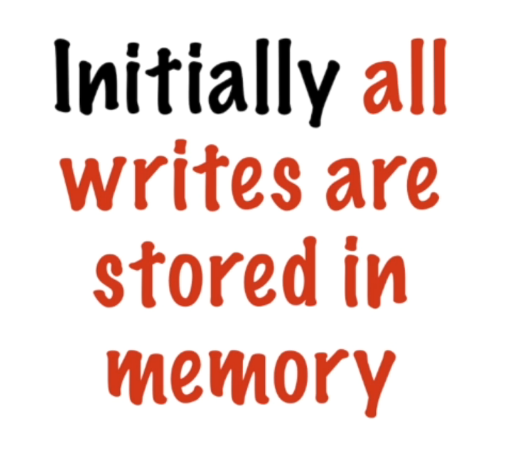 Initially all
writes are
stored in
memory